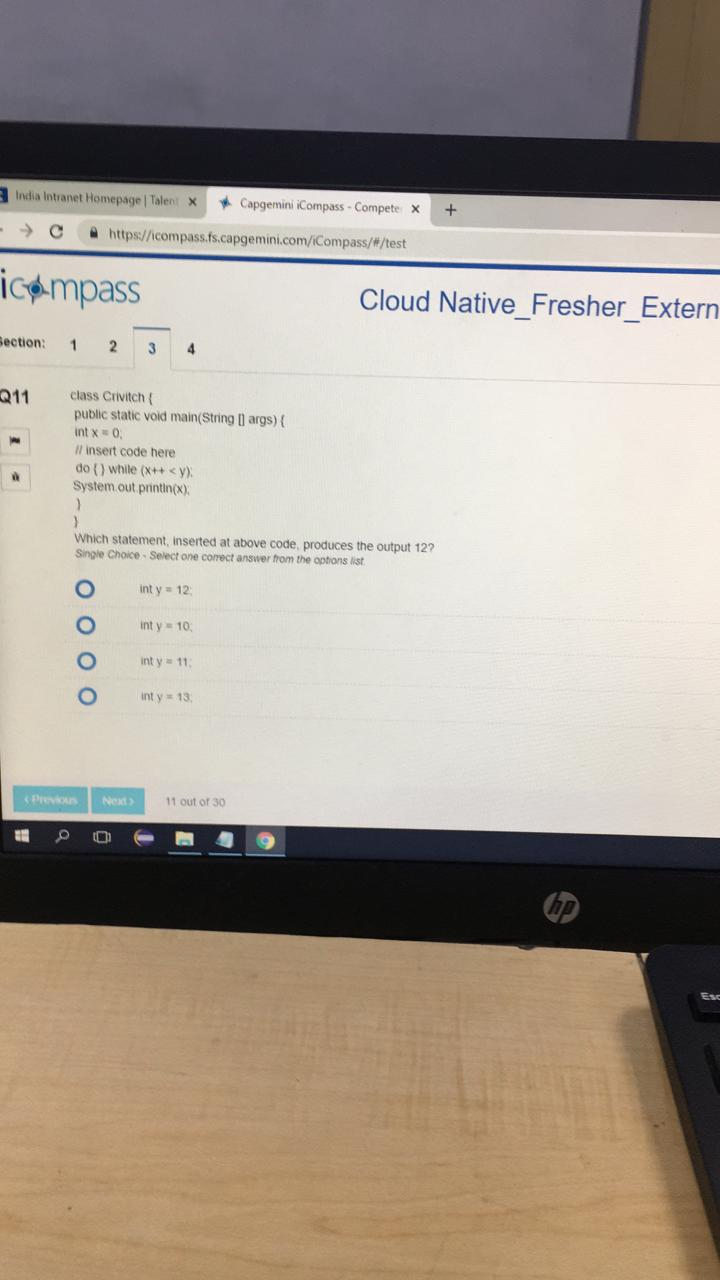 India Intranet Homepage | Talent
Capgemini iCompass - Compete
https://icompass.fs.capgemini.com/iCompass/#/test
icompass
Cloud Native_Fresher_Extern
Section: 1 2 3 4
Q11
class Crivitch {
public static void main(String [] args) {
int x = 0;
// insert code here
do { } while (x++ < y);
System.out.println(x);
}
}
Which statement, inserted at above code, produces the output 12?
Single Choice - Select one correct answer from the options list.
int y = 12;
int y = 10;
int y = 11;
int y = 13;
‹ Previous Next › 11 out of 30
hp
Esc